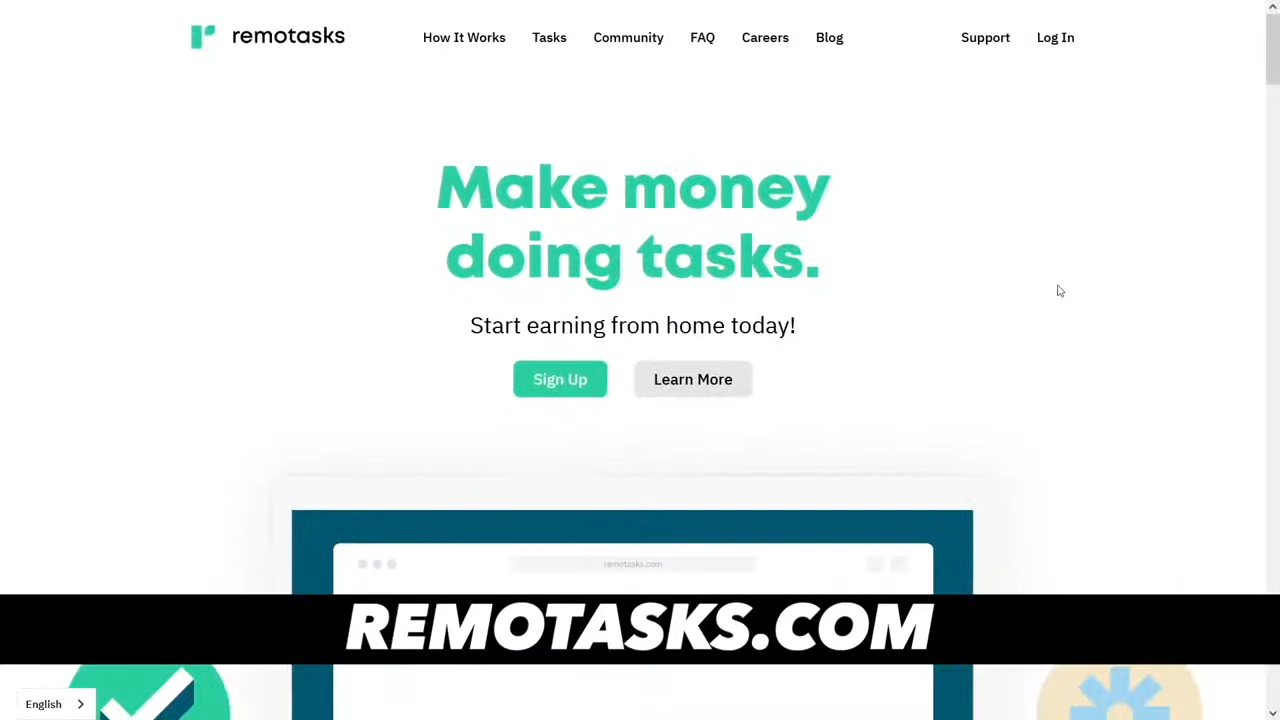 remotasks
How It Works Tasks Community FAQ Careers Blog Support Log In
Make money
doing tasks.
Start earning from home today!
Sign Up Learn More
remotasks.com
REMOTASKS.COM
English